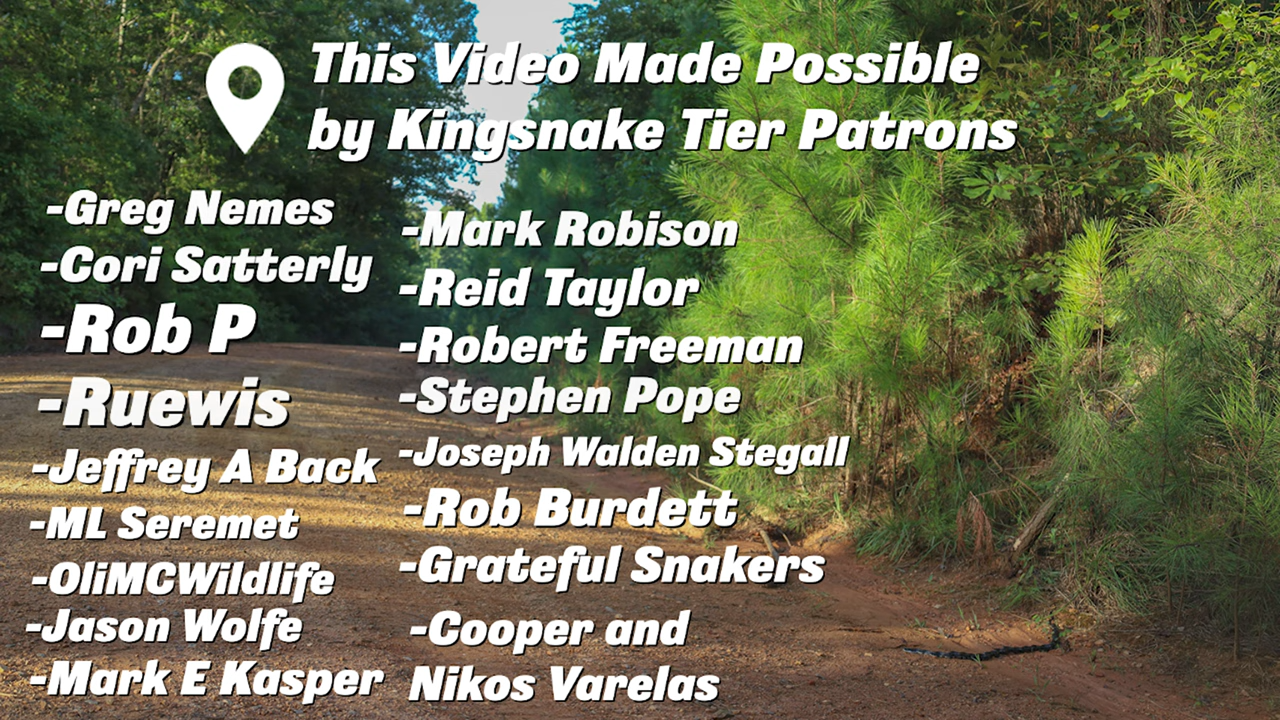 This Video Made Possible
by Kingsnake Tier Patrons
-Greg Nemes
-Cori Satterly
-Rob P
-Ruewis
-Jeffrey A Back
-ML Seremet
-OliMCWildlife
-Jason Wolfe
-Mark E Kasper
-Mark Robison
-Reid Taylor
-Robert Freeman
-Stephen Pope
-Joseph Walden Stegall
-Rob Burdett
-Grateful Snakers
-Cooper and
Nikos Varelas